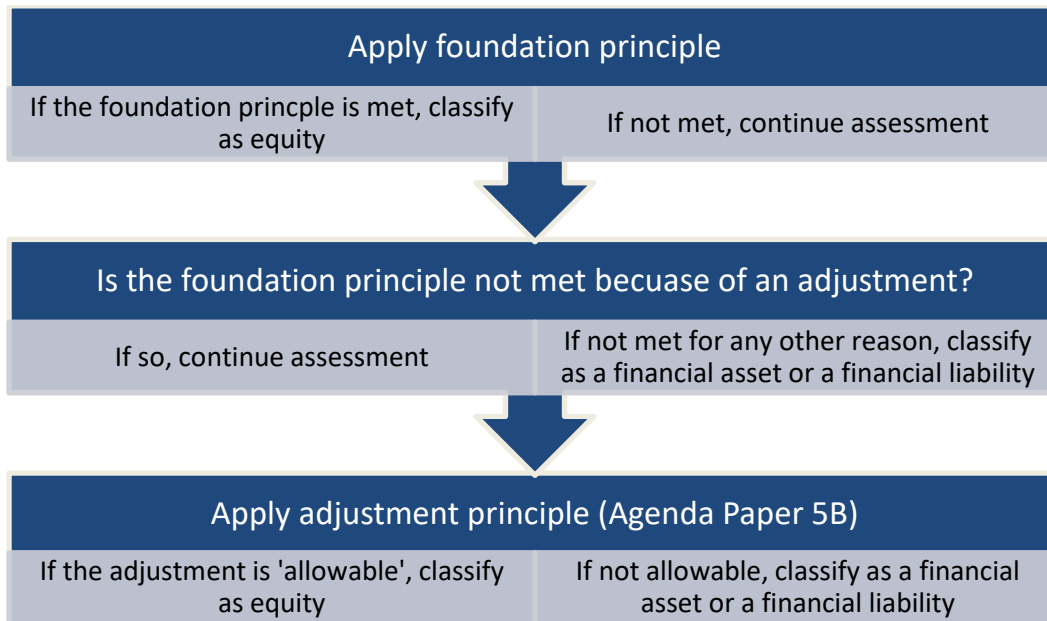 Apply foundation principle
If the foundation princple is met, classify
as equity
If not met, continue assessment
Is the foundation principle not met becuase of an adjustment?
If so, continue assessment
If not met for any other reason, classify
as a financial asset or a financial liability
Apply adjustment principle (Agenda Paper 5B)
If the adjustment is 'allowable', classify
as equity
If not allowable, classify as a financial
asset or a financial liability